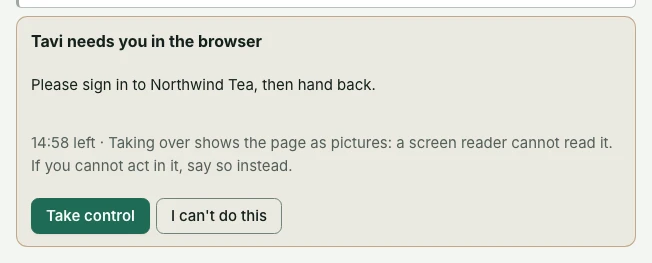 Tavi needs you in the browser
Please sign in to Northwind Tea, then hand back.
14:58 left · Taking over shows the page as pictures: a screen reader cannot read it.
If you cannot act in it, say so instead.
Take control
I can't do this